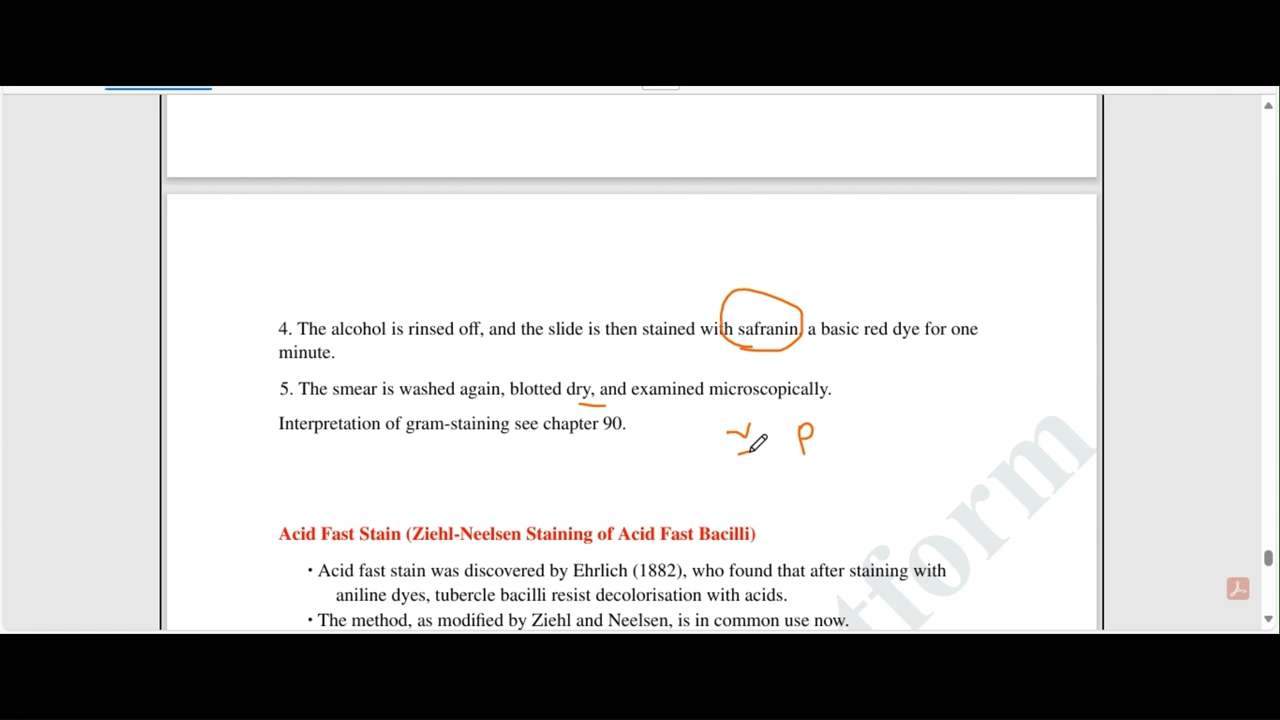 4. The alcohol is rinsed off, and the slide is then stained with safranin, a basic red dye for one
minute.
5. The smear is washed again, blotted dry, and examined microscopically.
Interpretation of gram-staining see chapter 90.
P
Acid Fast Stain (Ziehl-Neelsen Staining of Acid Fast Bacilli)
• Acid fast stain was discovered by Ehrlich (1882), who found that after staining with
aniline dyes, tubercle bacilli resist decolorisation with acids.
• The method, as modified by Ziehl and Neelsen, is in common use now.